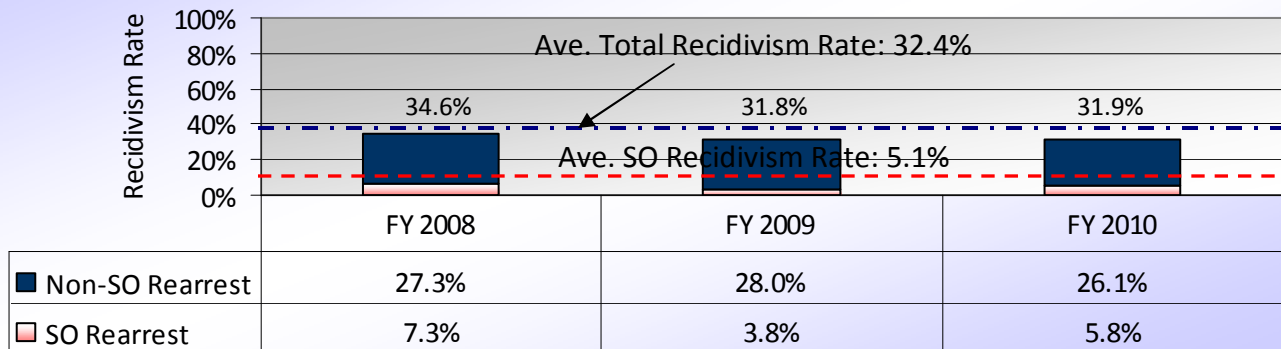 Recidivism Rate
100%
80%
60%
40%
20%
0%
Ave. Total Recidivism Rate: 32.4%
34.6% 31.8% 31.9%
Ave. SO Recidivism Rate: 5.1%
FY 2008 FY 2009 FY 2010
Non-SO Rearrest 27.3% 28.0% 26.1%
SO Rearrest 7.3% 3.8% 5.8%